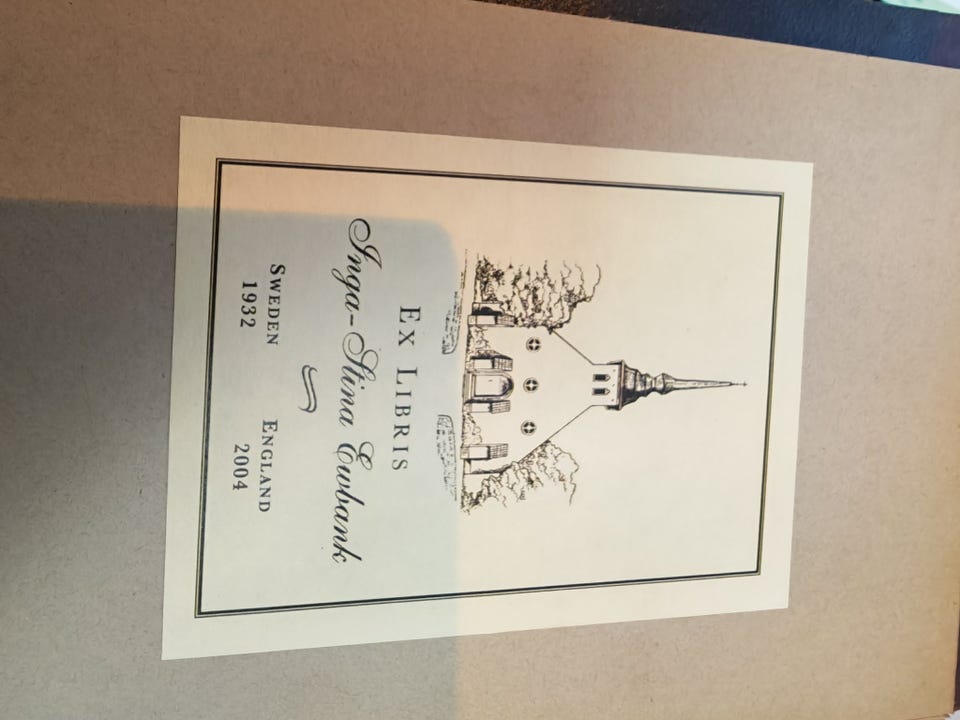 EX LIBRIS
Inga-Stina Ewbank
SWEDEN ENGLAND
1932 2004